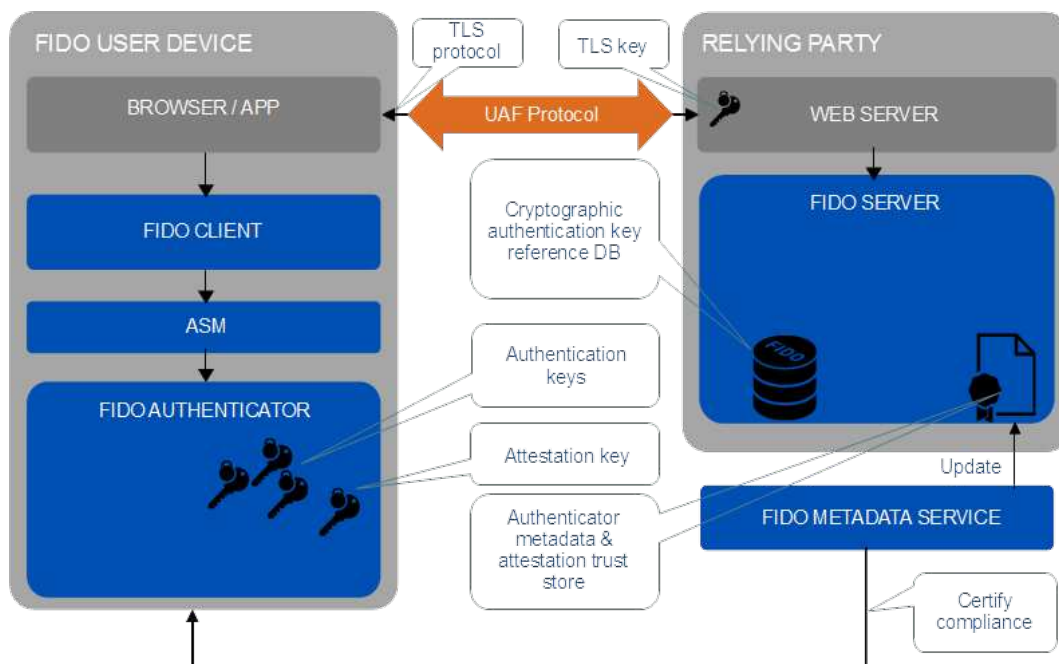 FIDO USER DEVICE
BROWSER / APP
FIDO CLIENT
ASM
FIDO AUTHENTICATOR
TLS
protocol
TLS key
UAF Protocol
Cryptographic
authentication key
reference DB
Authentication
keys
Attestation key
Authenticator
metadata &
attestation trust
store
RELYING PARTY
WEB SERVER
FIDO SERVER
FIDO
Update
FIDO METADATA SERVICE
Certify
compliance